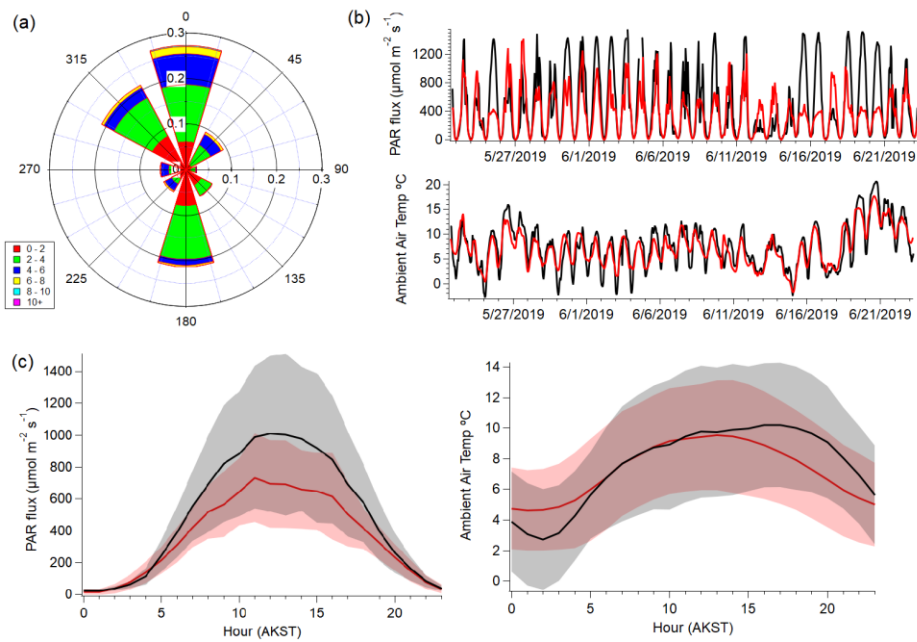 (a)
0
0.3
0.2
0.1
0
45
90
135
180
225
270
315
0.1
0.2
0.3
0 - 2
2 - 4
4 - 6
6 - 8
8 - 10
10+
(b)
PAR flux (µmol m⁻² s⁻¹)
1200
800
400
0
5/27/2019 6/1/2019 6/6/2019 6/11/2019 6/16/2019 6/21/2019
Ambient Air Temp ºC
20
15
10
5
0
5/27/2019 6/1/2019 6/6/2019 6/11/2019 6/16/2019 6/21/2019
(c)
PAR flux (µmol m⁻² s⁻¹)
1400
1200
1000
800
600
400
200
0
0 5 10 15 20
Hour (AKST)
Ambient Air Temp ºC
14
12
10
8
6
4
2
0
0 5 10 15 20
Hour (AKST)